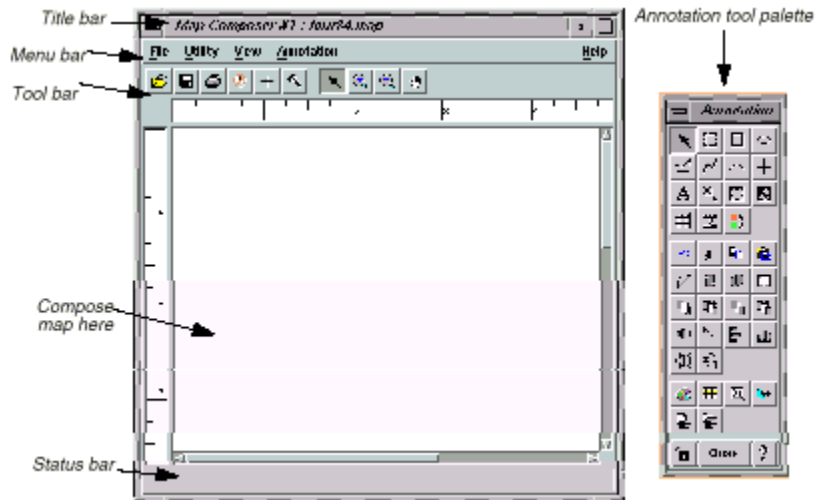 Title bar
Map Composer #1 : four84.map
Annotation tool palette
Menu bar
File Utility View Annotation Help
Tool bar
Annotation
Compose
map here
Status bar
Close ?